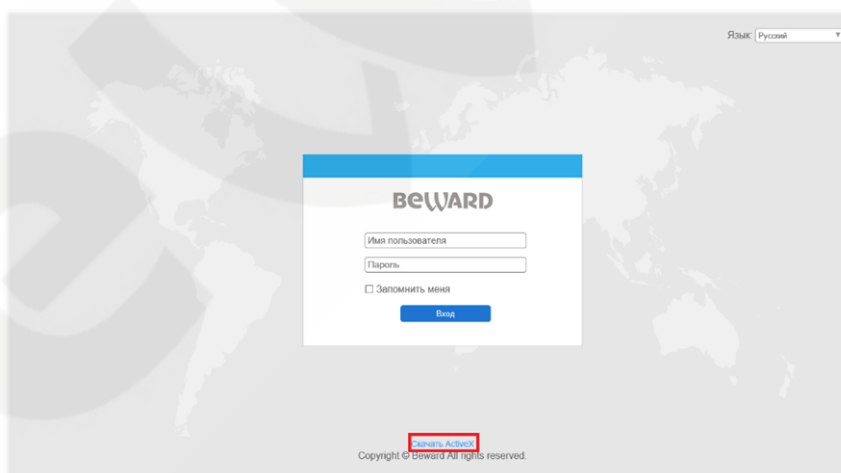 Язык: Русский
BEWARD
Имя пользователя
Пароль
Запомнить меня
Вход
Скачать ActiveX
Copyright © Beward All rights reserved.